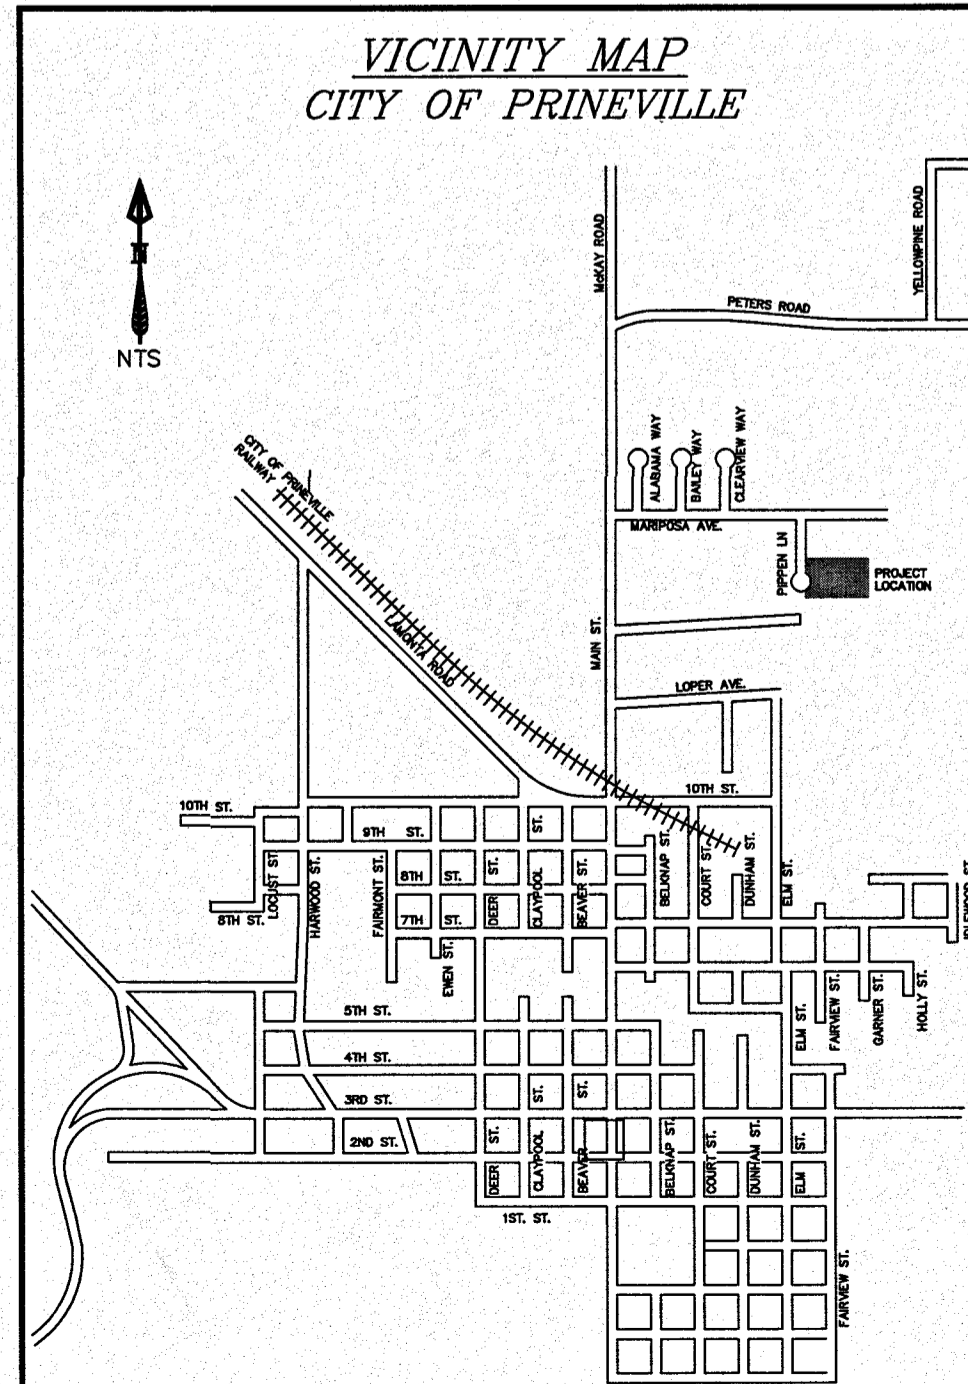 VICINITY MAP
CITY OF PRINEVILLE
N
NTS
McKAY ROAD
YELLOWPINE ROAD
PETERS ROAD
ALABAMA WAY
BAILEY WAY
CLEARVIEW WAY
CITY OF PRINEVILLE
RAILWAY
MARIPOSA AVE.
PIPPEN LN
PROJECT
LOCATION
LAMONTA ROAD
MAIN ST.
LOPER AVE.
10TH ST.
10TH ST.
9TH ST.
ST.
8TH ST.
7TH ST.
8TH ST.
LOCUST ST
HARWOOD ST.
FAIRMONT ST.
EWEN ST.
DEER ST.
CLAYPOOL
BEAVER ST.
BELKNAP ST.
COURT ST.
DUNHAM ST.
ELM ST.
IDLEWOOD ST.
5TH ST.
4TH ST.
3RD ST.
2ND ST.
ELM ST.
FAIRVIEW ST.
GARNER ST.
HOLLY ST.
DEER ST.
CLAYPOOL ST.
BEAVER ST.
BELKNAP ST.
COURT ST.
DUNHAM ST.
ELM ST.
1ST. ST.
FAIRVIEW ST.